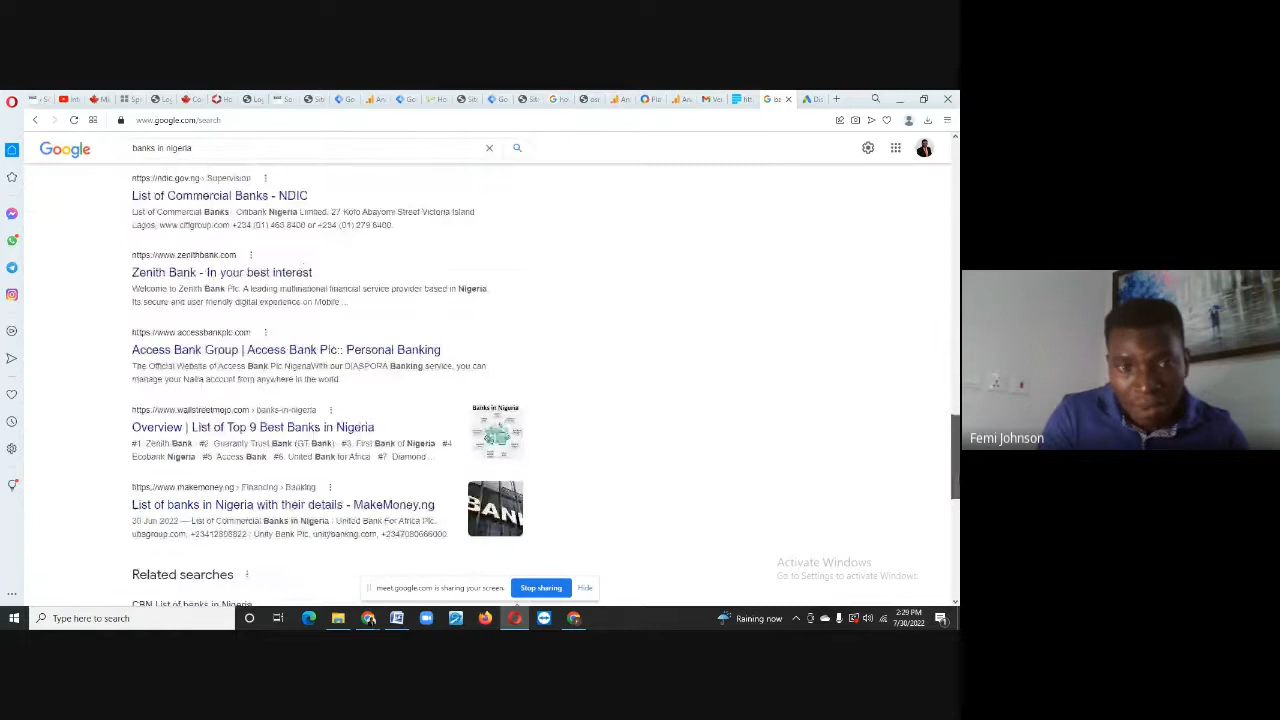 www.google.com/search
Google
banks in nigeria
https://ndic.gov.ng › Supervision
List of Commercial Banks - NDIC
List of Commercial Banks · Citibank Nigeria Limited. 27 Kofo Abayomi Street Victoria Island
Lagos. www.citigroup.com +234 (01) 463 8400 or +234 (01) 279 8400.
https://www.zenithbank.com
Zenith Bank - In your best interest
Welcome to Zenith Bank Plc. A leading multinational financial service provider based in Nigeria.
Its secure and user friendly digital experience on Mobile ...
https://www.accessbankplc.com
Access Bank Group | Access Bank Plc:: Personal Banking
The Official Website of Access Bank Plc NigeriaWith our DIASPORA Banking service, you can
manage your Naira account from anywhere in the world.
https://www.wallstreetmojo.com › banks-in-nigeria
Banks in Nigeria
Overview | List of Top 9 Best Banks in Nigeria
#1. Zenith Bank · #2. Guaranty Trust Bank (GT Bank) · #3. First Bank of Nigeria · #4
Ecobank Nigeria · #5. Access Bank · #6. United Bank for Africa · #7. Diamond ...
https://www.makemoney.ng › Financing › Banking
List of banks in Nigeria with their details - MakeMoney.ng
BAN
30 Jun 2022 — List of Commercial Banks in Nigeria : United Bank For Africa Plc..
ubagroup.com, Unity Bank Plc, unitybankng.com, +2347080666000.
Related searches
CBN List of banks in Nigeria
Activate Windows
Go to Settings to activate Windows.
meet.google.com is sharing your screen.
Stop sharing
Hide
Type here to search
Raining now
2:29 PM
7/30/2022
Femi Johnson